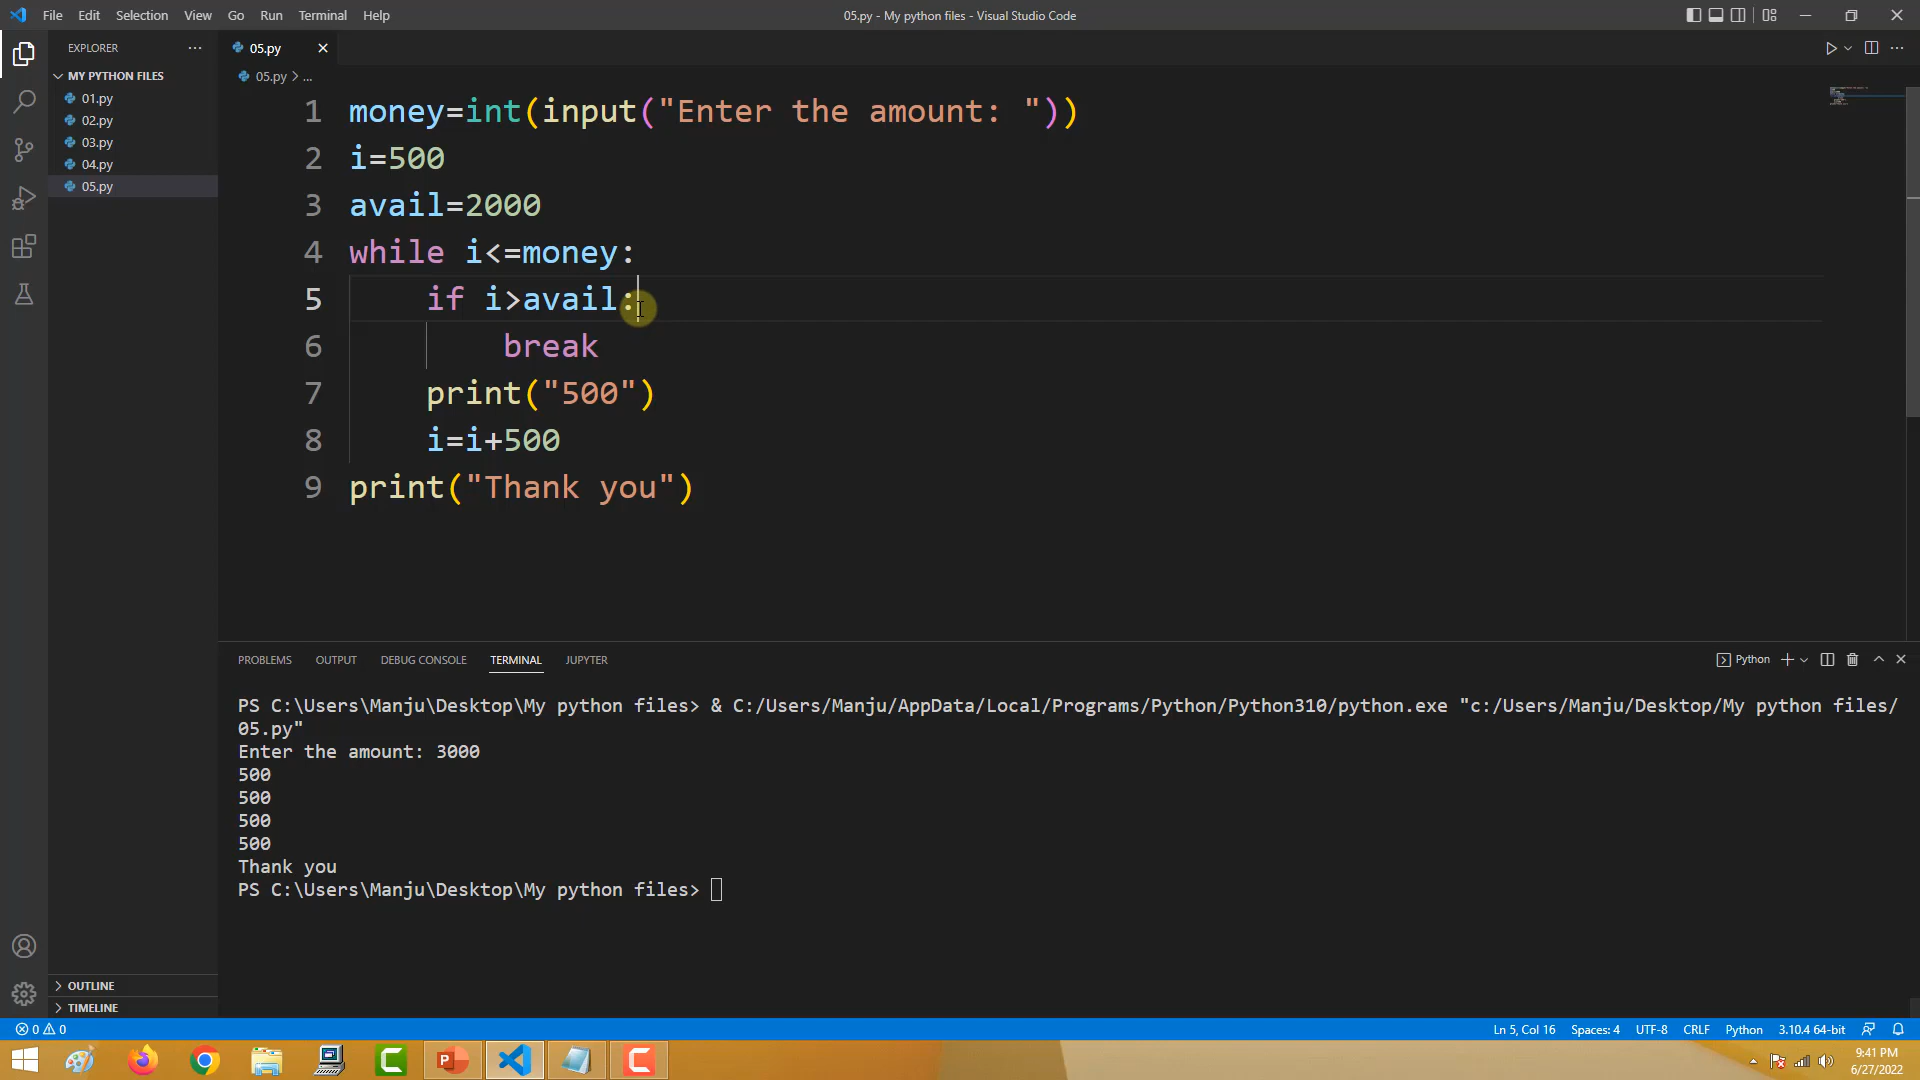 File Edit Selection View Go Run Terminal Help
05.py - My python files - Visual Studio Code
EXPLORER
05.py
MY PYTHON FILES
05.py > ...
01.py
02.py
03.py
04.py
05.py
1 money=int(input("Enter the amount: "))
2 i=500
3 avail=2000
4 while i<=money:
5 if i>avail:
6 break
7 print("500")
8 i=i+500
9 print("Thank you")
PROBLEMS OUTPUT DEBUG CONSOLE TERMINAL JUPYTER
Python
PS C:\Users\Manju\Desktop\My python files> & C:/Users/Manju/AppData/Local/Programs/Python/Python310/python.exe "c:/Users/Manju/Desktop/My python files/
05.py"
Enter the amount: 3000
500
500
500
500
Thank you
PS C:\Users\Manju\Desktop\My python files>
OUTLINE
TIMELINE
0 0
Ln 5, Col 16 Spaces: 4 UTF-8 CRLF Python 3.10.4 64-bit
9:41 PM
6/27/2022